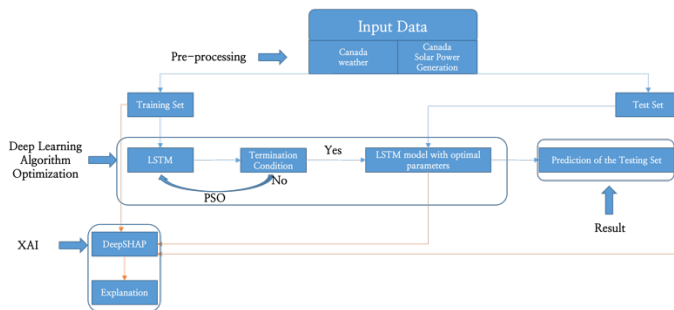 Input Data
Pre-processing
Canada
weather
Canada
Solar Power
Generation
Training Set
Test Set
Deep Learning
Algorithm
Optimization
LSTM
Termination
Condition
Yes
No
PSO
LSTM model with optimal
parameters
Prediction of the Testing Set
Result
XAI
DeepSHAP
Explanation